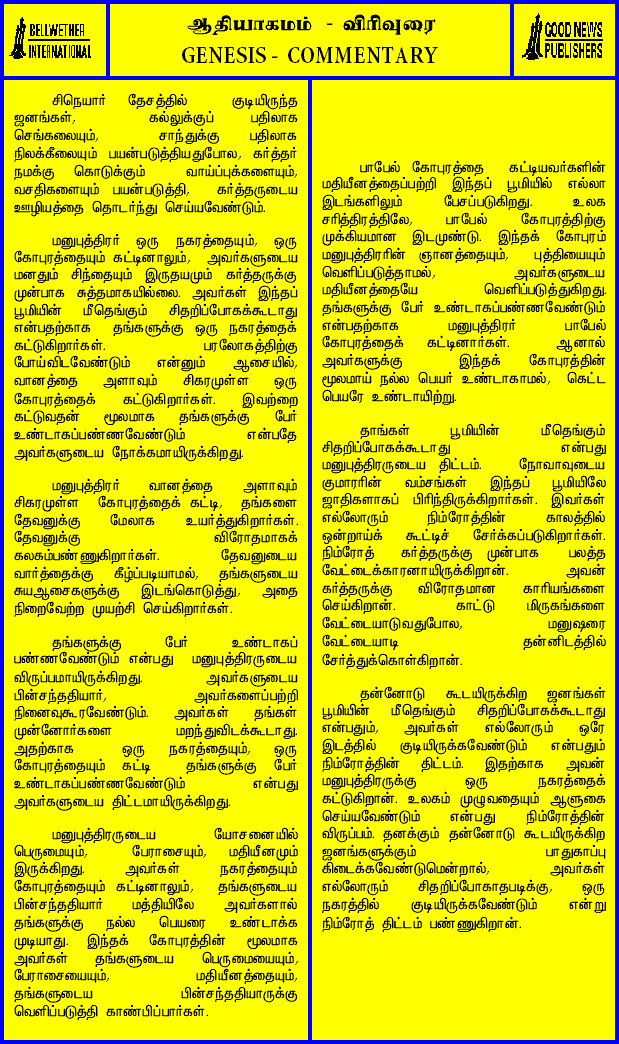 BELLWETHER
INTERNATIONAL
ஆதியாகமம் - விரிவுரை
GENESIS - COMMENTARY
GOOD NEWS
PUBLISHERS
சிநெயார் தேசத்தில் குடியிருந்த
ஜனங்கள், கல்லுக்குப் பதிலாக
செங்கலையும், சாந்துக்கு பதிலாக
நிலக்கீலையும் பயன்படுத்தியதுபோல, கர்த்தர்
நமக்கு கொடுக்கும் வாய்ப்புக்களையும்,
வசதிகளையும் பயன்படுத்தி, கர்த்தருடைய
ஊழியத்தை தொடர்ந்து செய்யவேண்டும்.
மனுபுத்திரர் ஒரு நகரத்தையும், ஒரு
கோபுரத்தையும் கட்டினாலும், அவர்களுடைய
மனதும் சிந்தையும் இருதயமும் கர்த்தருக்கு
முன்பாக சுத்தமாகயில்லை. அவர்கள் இந்தப்
பூமியின் மீதெங்கும் சிதறிப்போகக்கூடாது
என்பதற்காக தங்களுக்கு ஒரு நகரத்தைக்
கட்டுகிறார்கள். பரலோகத்திற்கு
போய்விடவேண்டும் என்னும் ஆசையில்,
வானத்தை அளாவும் சிகரமுள்ள ஒரு
கோபுரத்தைக் கட்டுகிறார்கள். இவற்றை
கட்டுவதன் மூலமாக தங்களுக்கு பேர்
உண்டாகப்பண்ணவேண்டும் என்பதே
அவர்களுடைய நோக்கமாயிருக்கிறது.
மனுபுத்திரர் வானத்தை அளாவும்
சிகரமுள்ள கோபுரத்தைக் கட்டி, தங்களை
தேவனுக்கு மேலாக உயர்த்துகிறார்கள்.
தேவனுக்கு விரோதமாகக்
கலகம்பண்ணுகிறார்கள். தேவனுடைய
வார்த்தைக்கு கீழ்ப்படியாமல், தங்களுடைய
சுயஆசைகளுக்கு இடங்கொடுத்து, அதை
நிறைவேற்ற முயற்சி செய்கிறார்கள்.
தங்களுக்கு பேர் உண்டாகப்
பண்ணவேண்டும் என்பது மனுபுத்திரருடைய
விருப்பமாயிருக்கிறது. அவர்களுடைய
பின்சந்ததியார், அவர்களைப்பற்றி
நினைவுகூரவேண்டும். அவர்கள் தங்கள்
முன்னோர்களை மறந்துவிடக்கூடாது.
அதற்காக ஒரு நகரத்தையும், ஒரு
கோபுரத்தையும் கட்டி தங்களுக்கு பேர்
உண்டாகப்பண்ணவேண்டும் என்பது
அவர்களுடைய திட்டமாயிருக்கிறது.
மனுபுத்திரருடைய யோசனையில்
பெருமையும், பேராசையும், மதியீனமும்
இருக்கிறது. அவர்கள் நகரத்தையும்
கோபுரத்தையும் கட்டினாலும், தங்களுடைய
பின்சந்ததியார் மத்தியிலே அவர்களால்
தங்களுக்கு நல்ல பெயரை உண்டாக்க
முடியாது. இந்தக் கோபுரத்தின் மூலமாக
அவர்கள் தங்களுடைய பெருமையையும்,
பேராசையையும், மதியீனத்தையும்,
தங்களுடைய பின்சந்ததியாருக்கு
வெளிப்படுத்தி காண்பிப்பார்கள்.
பாபேல் கோபுரத்தை கட்டியவர்களின்
மதியீனத்தைப்பற்றி இந்தப் பூமியில் எல்லா
இடங்களிலும் பேசப்படுகிறது. உலக
சரித்திரத்திலே, பாபேல் கோபுரத்திற்கு
முக்கியமான இடமுண்டு. இந்தக் கோபுரம்
மனுபுத்திரரின் ஞானத்தையும், புத்தியையும்
வெளிப்படுத்தாமல், அவர்களுடைய
மதியீனத்தையே வெளிப்படுத்துகிறது.
தங்களுக்கு பேர் உண்டாகப்பண்ணவேண்டும்
என்பதற்காக மனுபுத்திரர் பாபேல்
கோபுரத்தைக் கட்டினார்கள். ஆனால்
அவர்களுக்கு இந்தக் கோபுரத்தின்
மூலமாய் நல்ல பெயர் உண்டாகாமல், கெட்ட
பெயரே உண்டாயிற்று.
தாங்கள் பூமியின் மீதெங்கும்
சிதறிப்போகக்கூடாது என்பது
மனுபுத்திரருடைய திட்டம். நோவாவுடைய
குமாரரின் வம்சங்கள் இந்தப் பூமியிலே
ஜாதிகளாகப் பிரிந்திருக்கிறார்கள். இவர்கள்
எல்லோரும் நிம்ரோத்தின் காலத்தில்
ஒன்றாய்க் கூட்டிச் சேர்க்கப்படுகிறார்கள்.
நிம்ரோத் கர்த்தருக்கு முன்பாக பலத்த
வேட்டைக்காரனாயிருக்கிறான். அவன்
கர்த்தருக்கு விரோதமான காரியங்களை
செய்கிறான். காட்டு மிருகங்களை
வேட்டையாடுவதுபோல, மனுஷரை
வேட்டையாடி தன்னிடத்தில்
சேர்த்துக்கொள்கிறான்.
தன்னோடு கூடயிருக்கிற ஜனங்கள்
பூமியின் மீதெங்கும் சிதறிப்போகக்கூடாது
என்பதும், அவர்கள் எல்லோரும் ஒரே
இடத்தில் குடியிருக்கவேண்டும் என்பதும்
நிம்ரோத்தின் திட்டம். இதற்காக அவன்
மனுபுத்திரருக்கு ஒரு நகரத்தைக்
கட்டுகிறான். உலகம் முழுவதையும் ஆளுகை
செய்யவேண்டும் என்பது நிம்ரோத்தின்
விருப்பம். தனக்கும் தன்னோடு கூடயிருக்கிற
ஜனங்களுக்கும் பாதுகாப்பு
கிடைக்கவேண்டுமென்றால், அவர்கள்
எல்லோரும் சிதறிப்போகாதபடிக்கு, ஒரு
நகரத்தில் குடியிருக்கவேண்டும் என்று
நிம்ரோத் திட்டம் பண்ணுகிறான்.